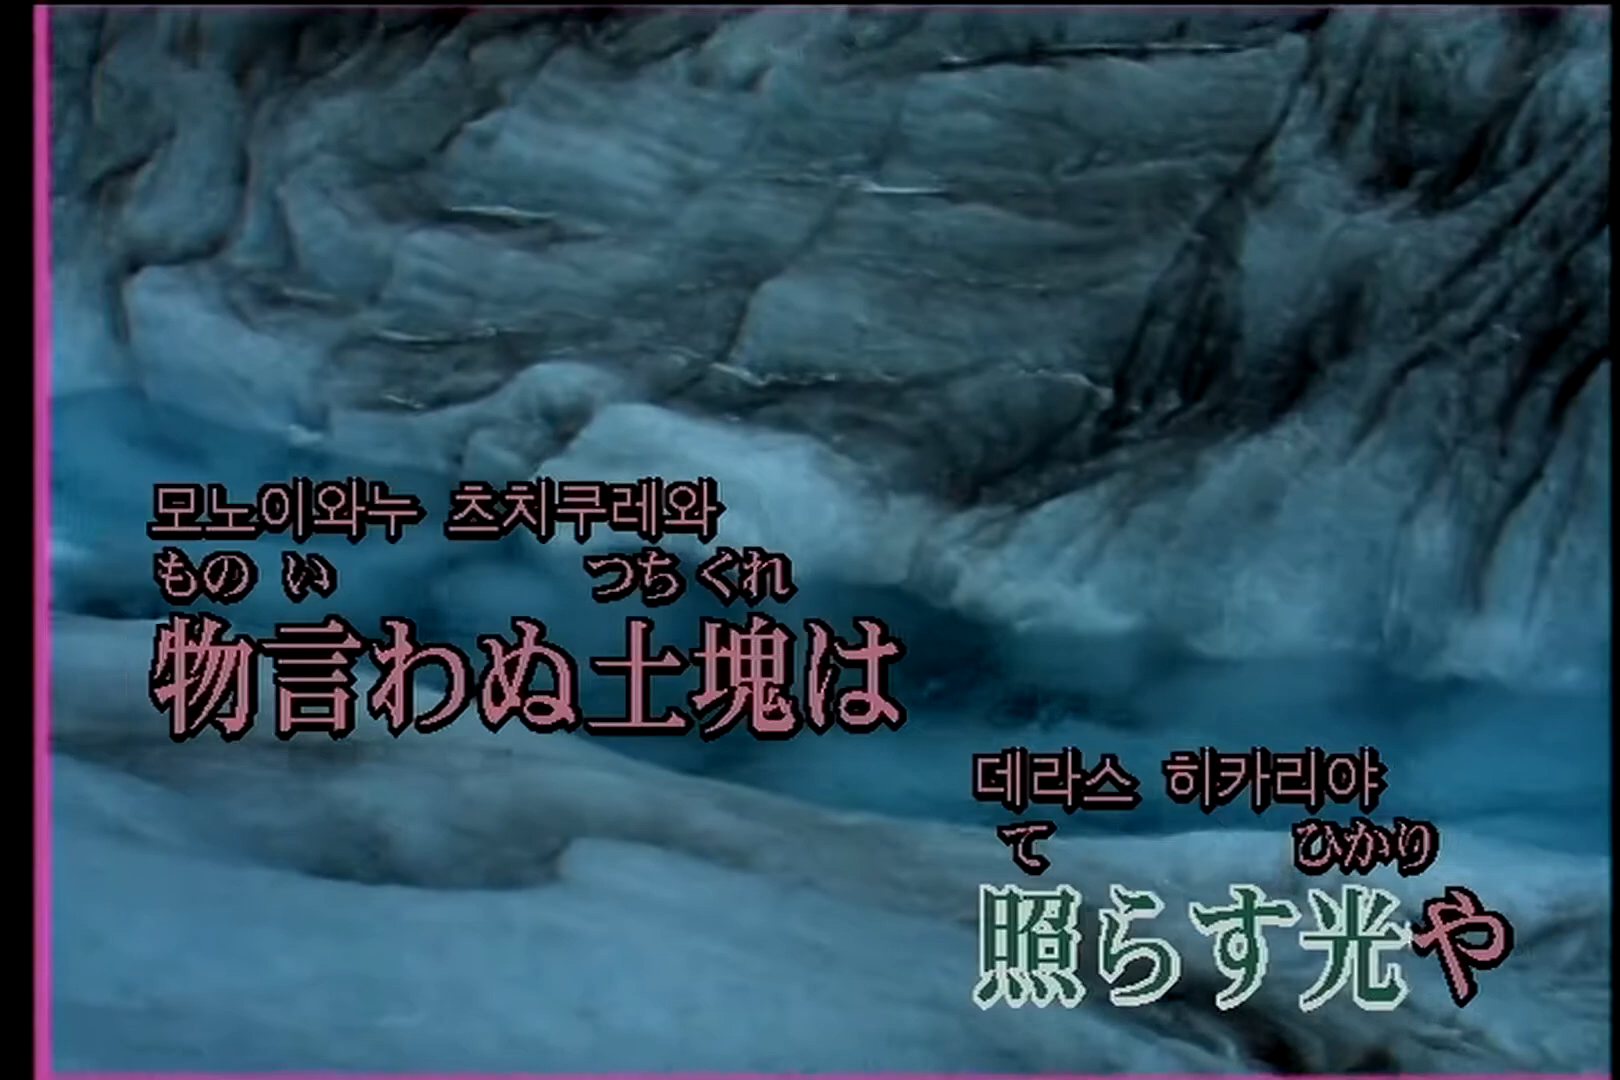 모노이와누 츠치쿠레와
もの い つち ぐれ
物言わぬ土塊は
데라스 히카리야
て ひかり
照らす光や